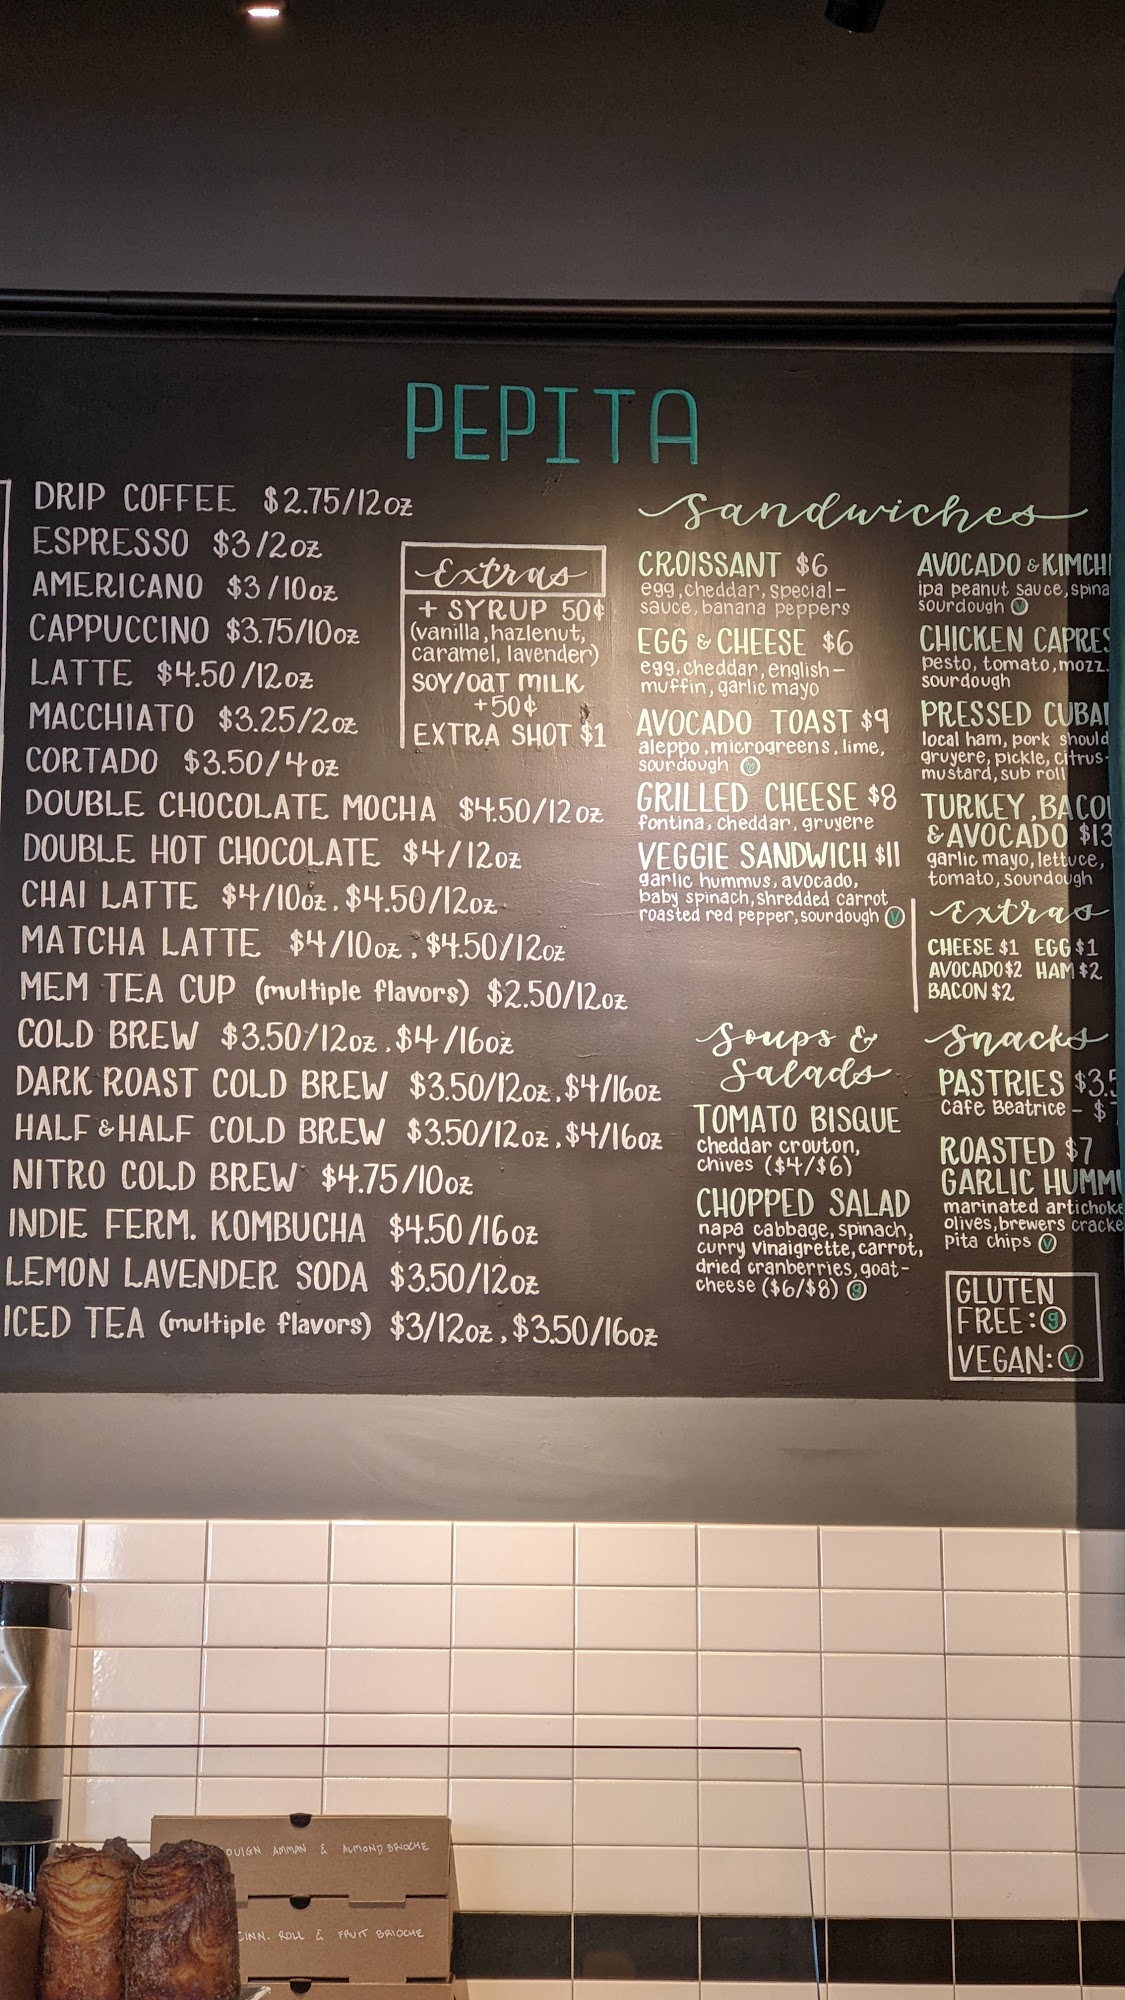 PEPITA
DRIP COFFEE $2.75/12oz
ESPRESSO $3/2oz
AMERICANO $3/10oz
CAPPUCCINO $3.75/10oz
LATTE $4.50/12oz
MACCHIATO $3.25/2oz
CORTADO $3.50/4oz
DOUBLE CHOCOLATE MOCHA $4.50/12oz
DOUBLE HOT CHOCOLATE $4/12oz
CHAI LATTE $4/10oz, $4.50/12oz
MATCHA LATTE $4/10oz, $4.50/12oz
MEM TEA CUP (multiple flavors) $2.50/12oz
COLD BREW $3.50/12oz, $4/16oz
DARK ROAST COLD BREW $3.50/12oz, $4/16oz
HALF & HALF COLD BREW $3.50/12oz, $4/16oz
NITRO COLD BREW $4.75/10oz
INDIE FERM. KOMBUCHA $4.50/16oz
LEMON LAVENDER SODA $3.50/12oz
ICED TEA (multiple flavors) $3/12oz, $3.50/16oz
Extras
+ SYRUP 50¢
(vanilla, hazlenut,
caramel, lavender)
SOY/OAT MILK
+50¢
EXTRA SHOT $1
Sandwiches
CROISSANT $6
egg, cheddar, special-
sauce, banana peppers
EGG & CHEESE $6
egg, cheddar, english-
muffin, garlic mayo
AVOCADO TOAST $9
aleppo, microgreens, lime,
sourdough V
GRILLED CHEESE $8
fontina, cheddar, gruyere
VEGGIE SANDWICH $11
garlic hummus, avocado,
baby spinach, shredded carrot
roasted red pepper, sourdough V
AVOCADO & KIMCHI
ipa peanut sauce, spina
sourdough V
CHICKEN CAPRES
pesto, tomato, mozz.
sourdough
PRESSED CUBA
local ham, pork should
gruyere, pickle, citrus-
mustard, sub roll
TURKEY, BACO
& AVOCADO $13
garlic mayo, lettuce,
tomato, sourdough
Extras
CHEESE $1 EGG $1
AVOCADO $2 HAM $2
BACON $2
Soups &
Salads
TOMATO BISQUE
cheddar crouton,
chives ($4/$6)
CHOPPED SALAD
napa cabbage, spinach,
curry vinaigrette, carrot,
dried cranberries, goat-
cheese ($6/$8) g
Snacks
PASTRIES $3.5
Cafe Beatrice - $
ROASTED $7
GARLIC HUMM
marinated artichoke
olives, brewers cracke
pita chips V
GLUTEN
FREE: g
VEGAN: V
OUIGN AMMAN & ALMOND BRIOCHE
CINN. ROLL & FRUIT BRIOCHE